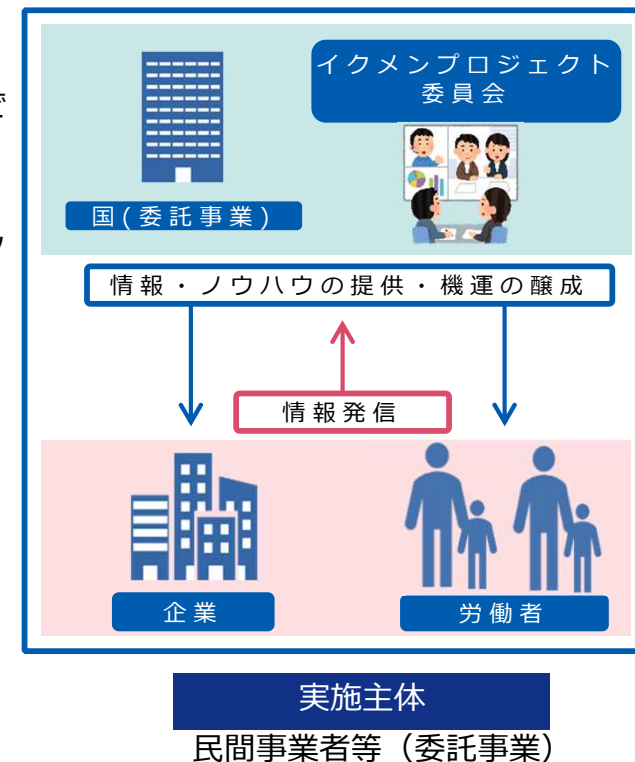 イクメンプロジェクト
委員会
国(委託事業)
情報・ノウハウの提供・機運の醸成
情報発信
企業
労働者
実施主体
民間事業者等（委託事業）